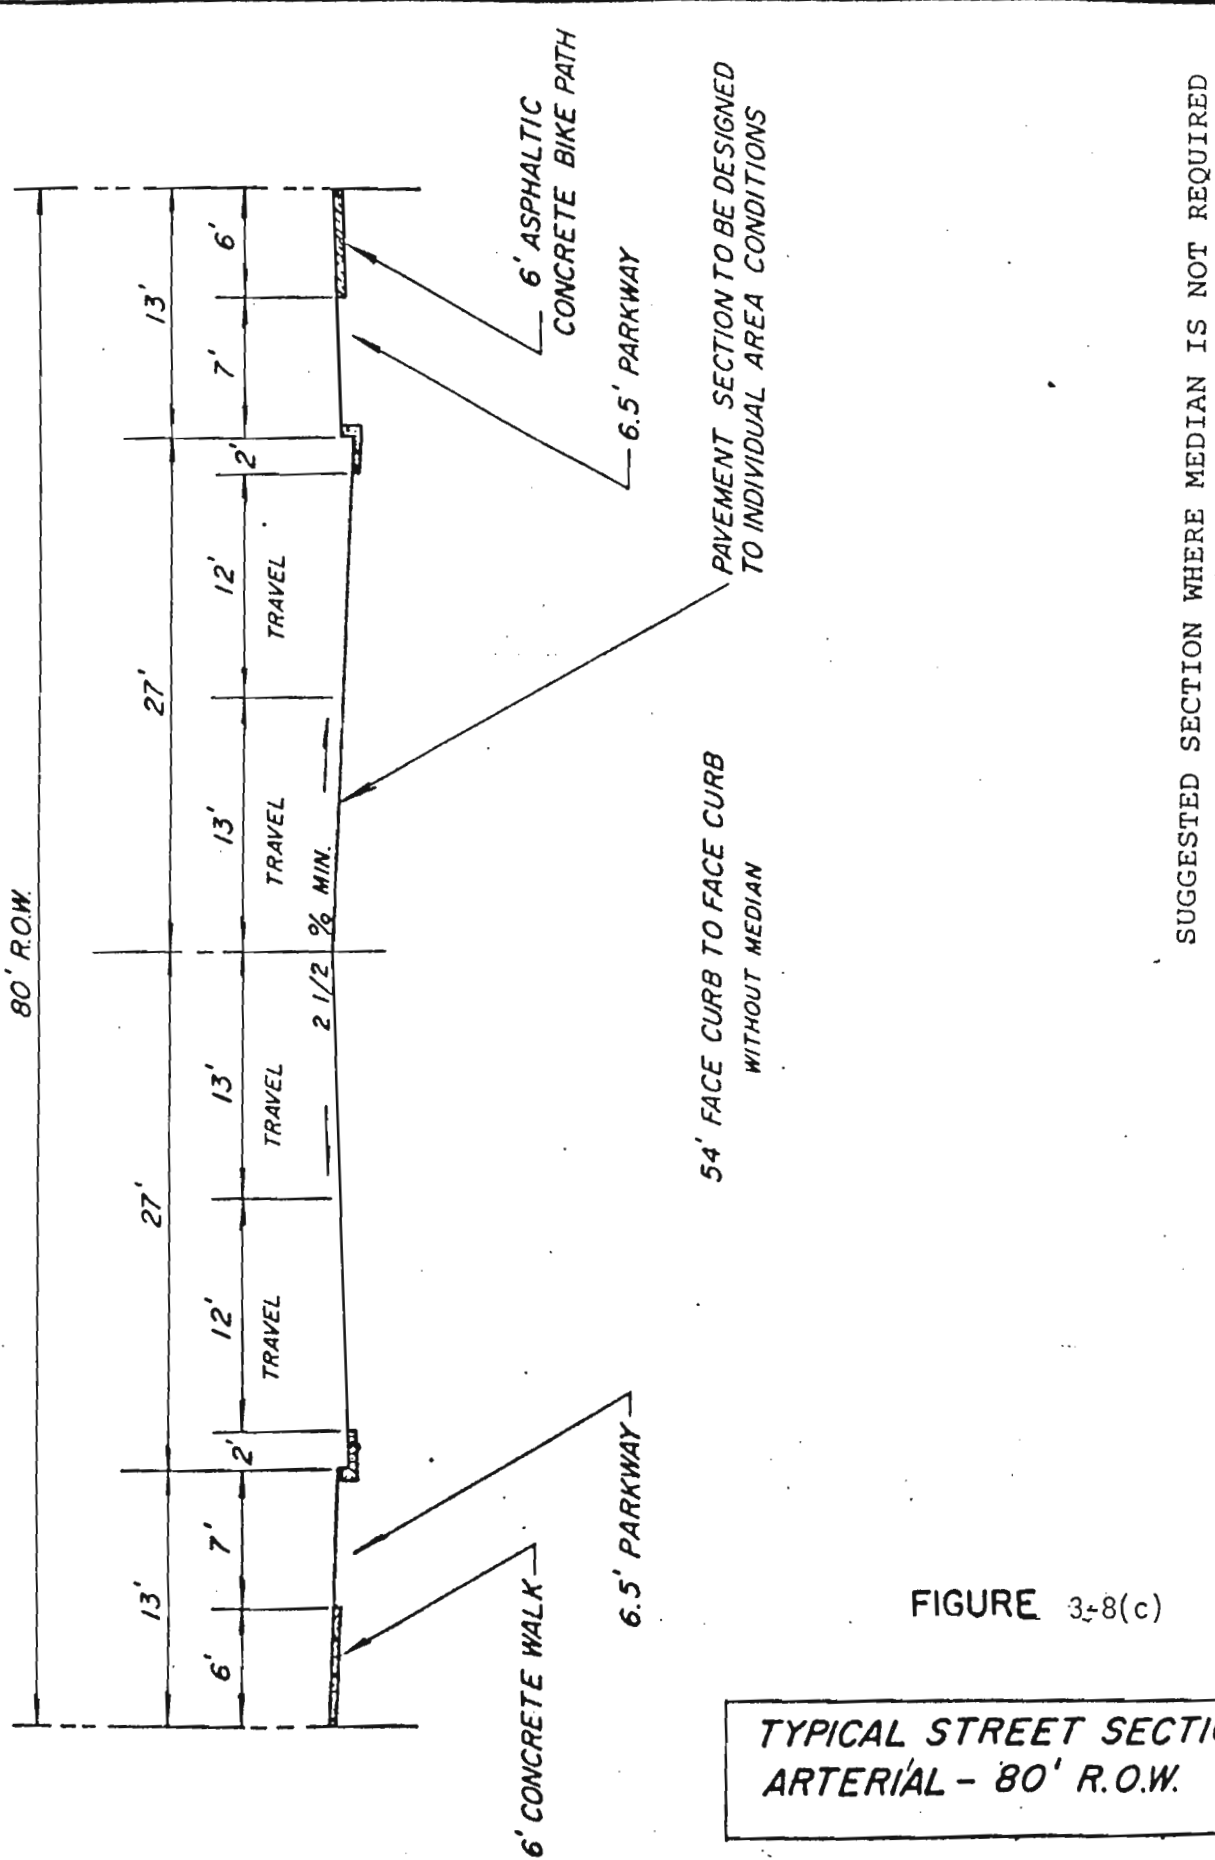 80' R.O.W.
13'
27'
27'
13'
6'
7'
2'
12'
13'
13'
12'
2'
7'
6'
TRAVEL
TRAVEL
TRAVEL
TRAVEL
2 1/2 % MIN.
6' CONCRETE WALK
6.5' PARKWAY
6' ASPHALTIC
CONCRETE BIKE PATH
6.5' PARKWAY
PAVEMENT SECTION TO BE DESIGNED
TO INDIVIDUAL AREA CONDITIONS
54' FACE CURB TO FACE CURB
WITHOUT MEDIAN
SUGGESTED SECTION WHERE MEDIAN IS NOT REQUIRED
FIGURE 3-8(c)
TYPICAL STREET SECTIO
ARTERIAL - 80' R.O.W.